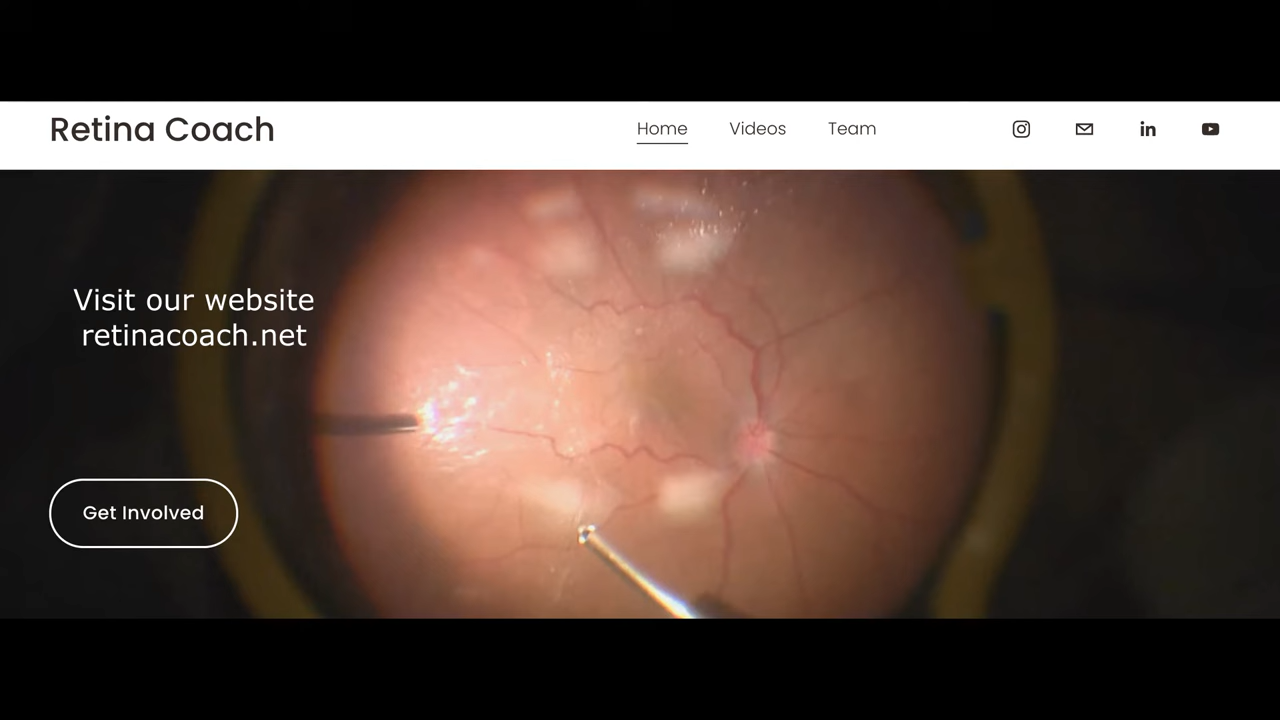 Retina Coach
Home Videos Team
Visit our website
retinacoach.net
Get Involved